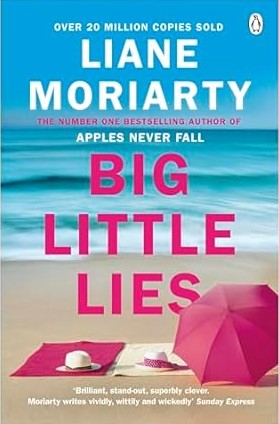 OVER 20 MILLION COPIES SOLD
LIANE
MORIARTY
THE NUMBER ONE BESTSELLING AUTHOR OF
APPLES NEVER FALL
BIG
LITTLE
LIES
‘Brilliant, stand-out, superbly clever.
Moriarty writes vividly, wittily and wickedly’ Sunday Express